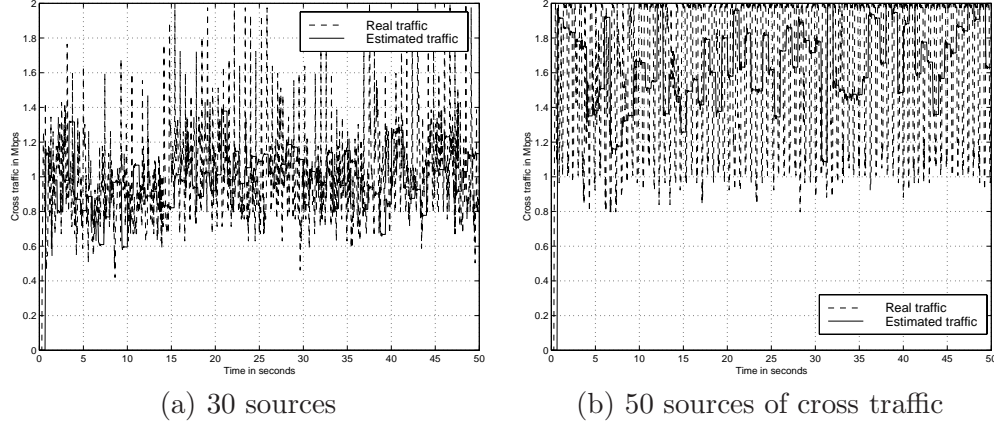 2
1.8
1.6
1.4
1.2
1
0.8
0.6
0.4
0.2
0
Cross traffic in Mbps
Real traffic
Estimated traffic
0 5 10 15 20 25 30 35 40 45 50
Time in seconds
(a) 30 sources
2
1.8
1.6
1.4
1.2
1
0.8
0.6
0.4
0.2
0
Cross traffic in Mbps
Real traffic
Estimated traffic
0 5 10 15 20 25 30 35 40 45 50
Time in seconds
(b) 50 sources of cross traffic